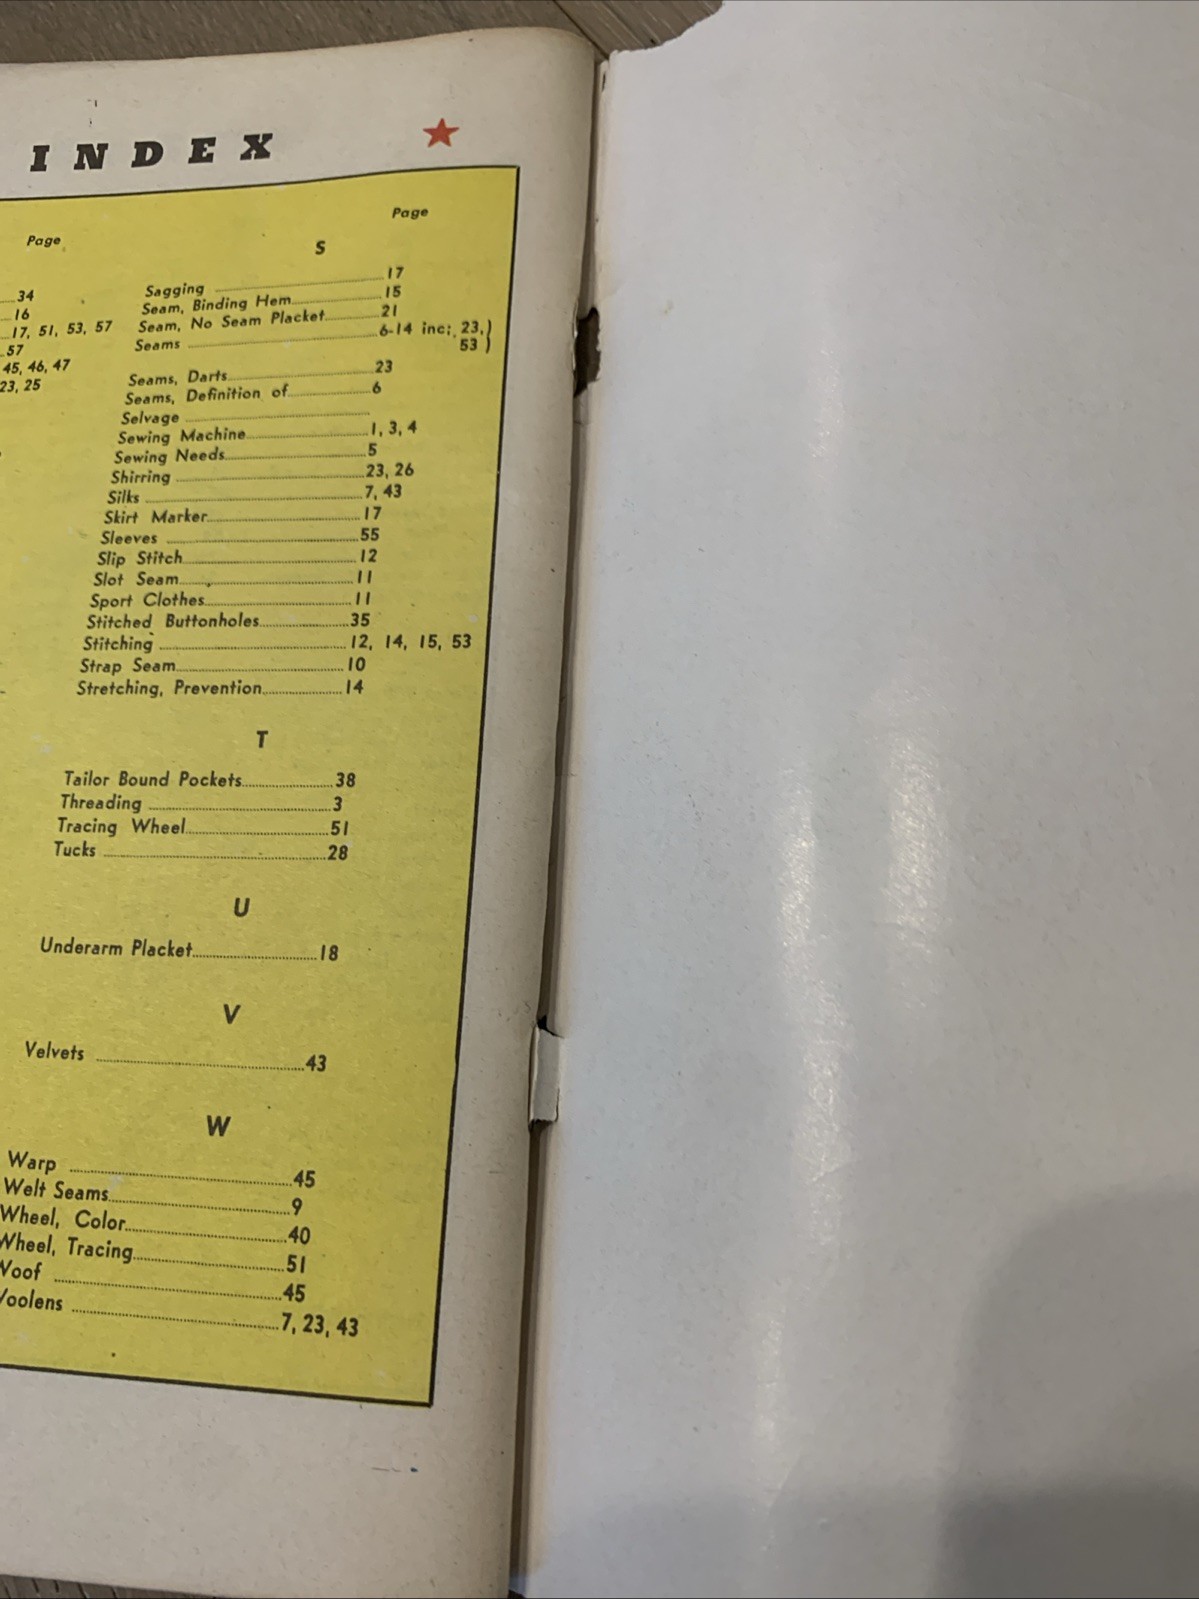 INDEX
Page
34
16
17, 51, 53, 57
57
45, 46, 47
23, 25
Page
S
Sagging 17
Seam, Binding Hem 15
Seam, No Seam Placket 21
Seams 6-14 inc; 23,)
53 )
Seams, Darts 23
Seams, Definition of 6
Selvage
Sewing Machine 1, 3, 4
Sewing Needs 5
Shirring 23, 26
Silks 7, 43
Skirt Marker 17
Sleeves 55
Slip Stitch 12
Slot Seam 11
Sport Clothes 11
Stitched Buttonholes 35
Stitching 12, 14, 15, 53
Strap Seam 10
Stretching, Prevention 14
T
Tailor Bound Pockets 38
Threading 3
Tracing Wheel 51
Tucks 28
U
Underarm Placket 18
V
Velvets 43
W
Warp 45
Welt Seams 9
Wheel, Color 40
Wheel, Tracing 51
Woof 45
Woolens 7, 23, 43